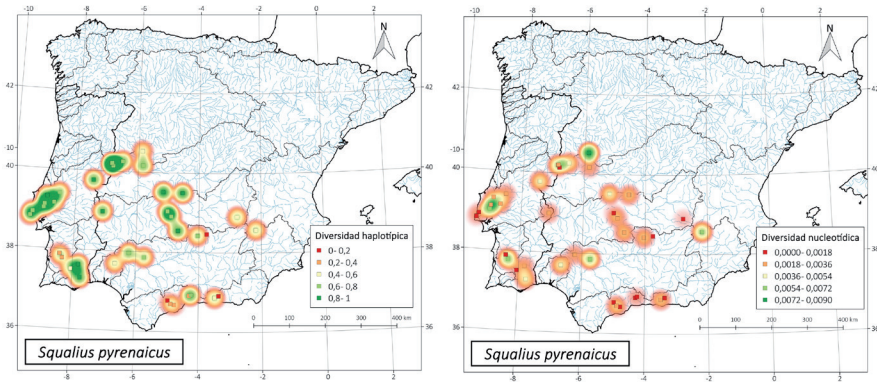 -10 -8 -6 -4 -2 0 2
N
42
10
40
38
36
42
40
38
36
Diversidad haplotípica
0- 0,2
0,2- 0,4
0,4- 0,6
0,6- 0,8
0,8- 1
0 100 200 300 400 km
Squalius pyrenaicus
-8 -6 -4 -2 0 2
-10 -8 -6 -4 -2 0 2
N
42
10
40
38
36
42
40
38
36
Diversidad nucleotídica
0,0000- 0,0018
0,0018- 0,0036
0,0036- 0,0054
0,0054- 0,0072
0,0072- 0,0090
0 100 200 300 400 km
Squalius pyrenaicus
-8 -6 -4 -2 0 2